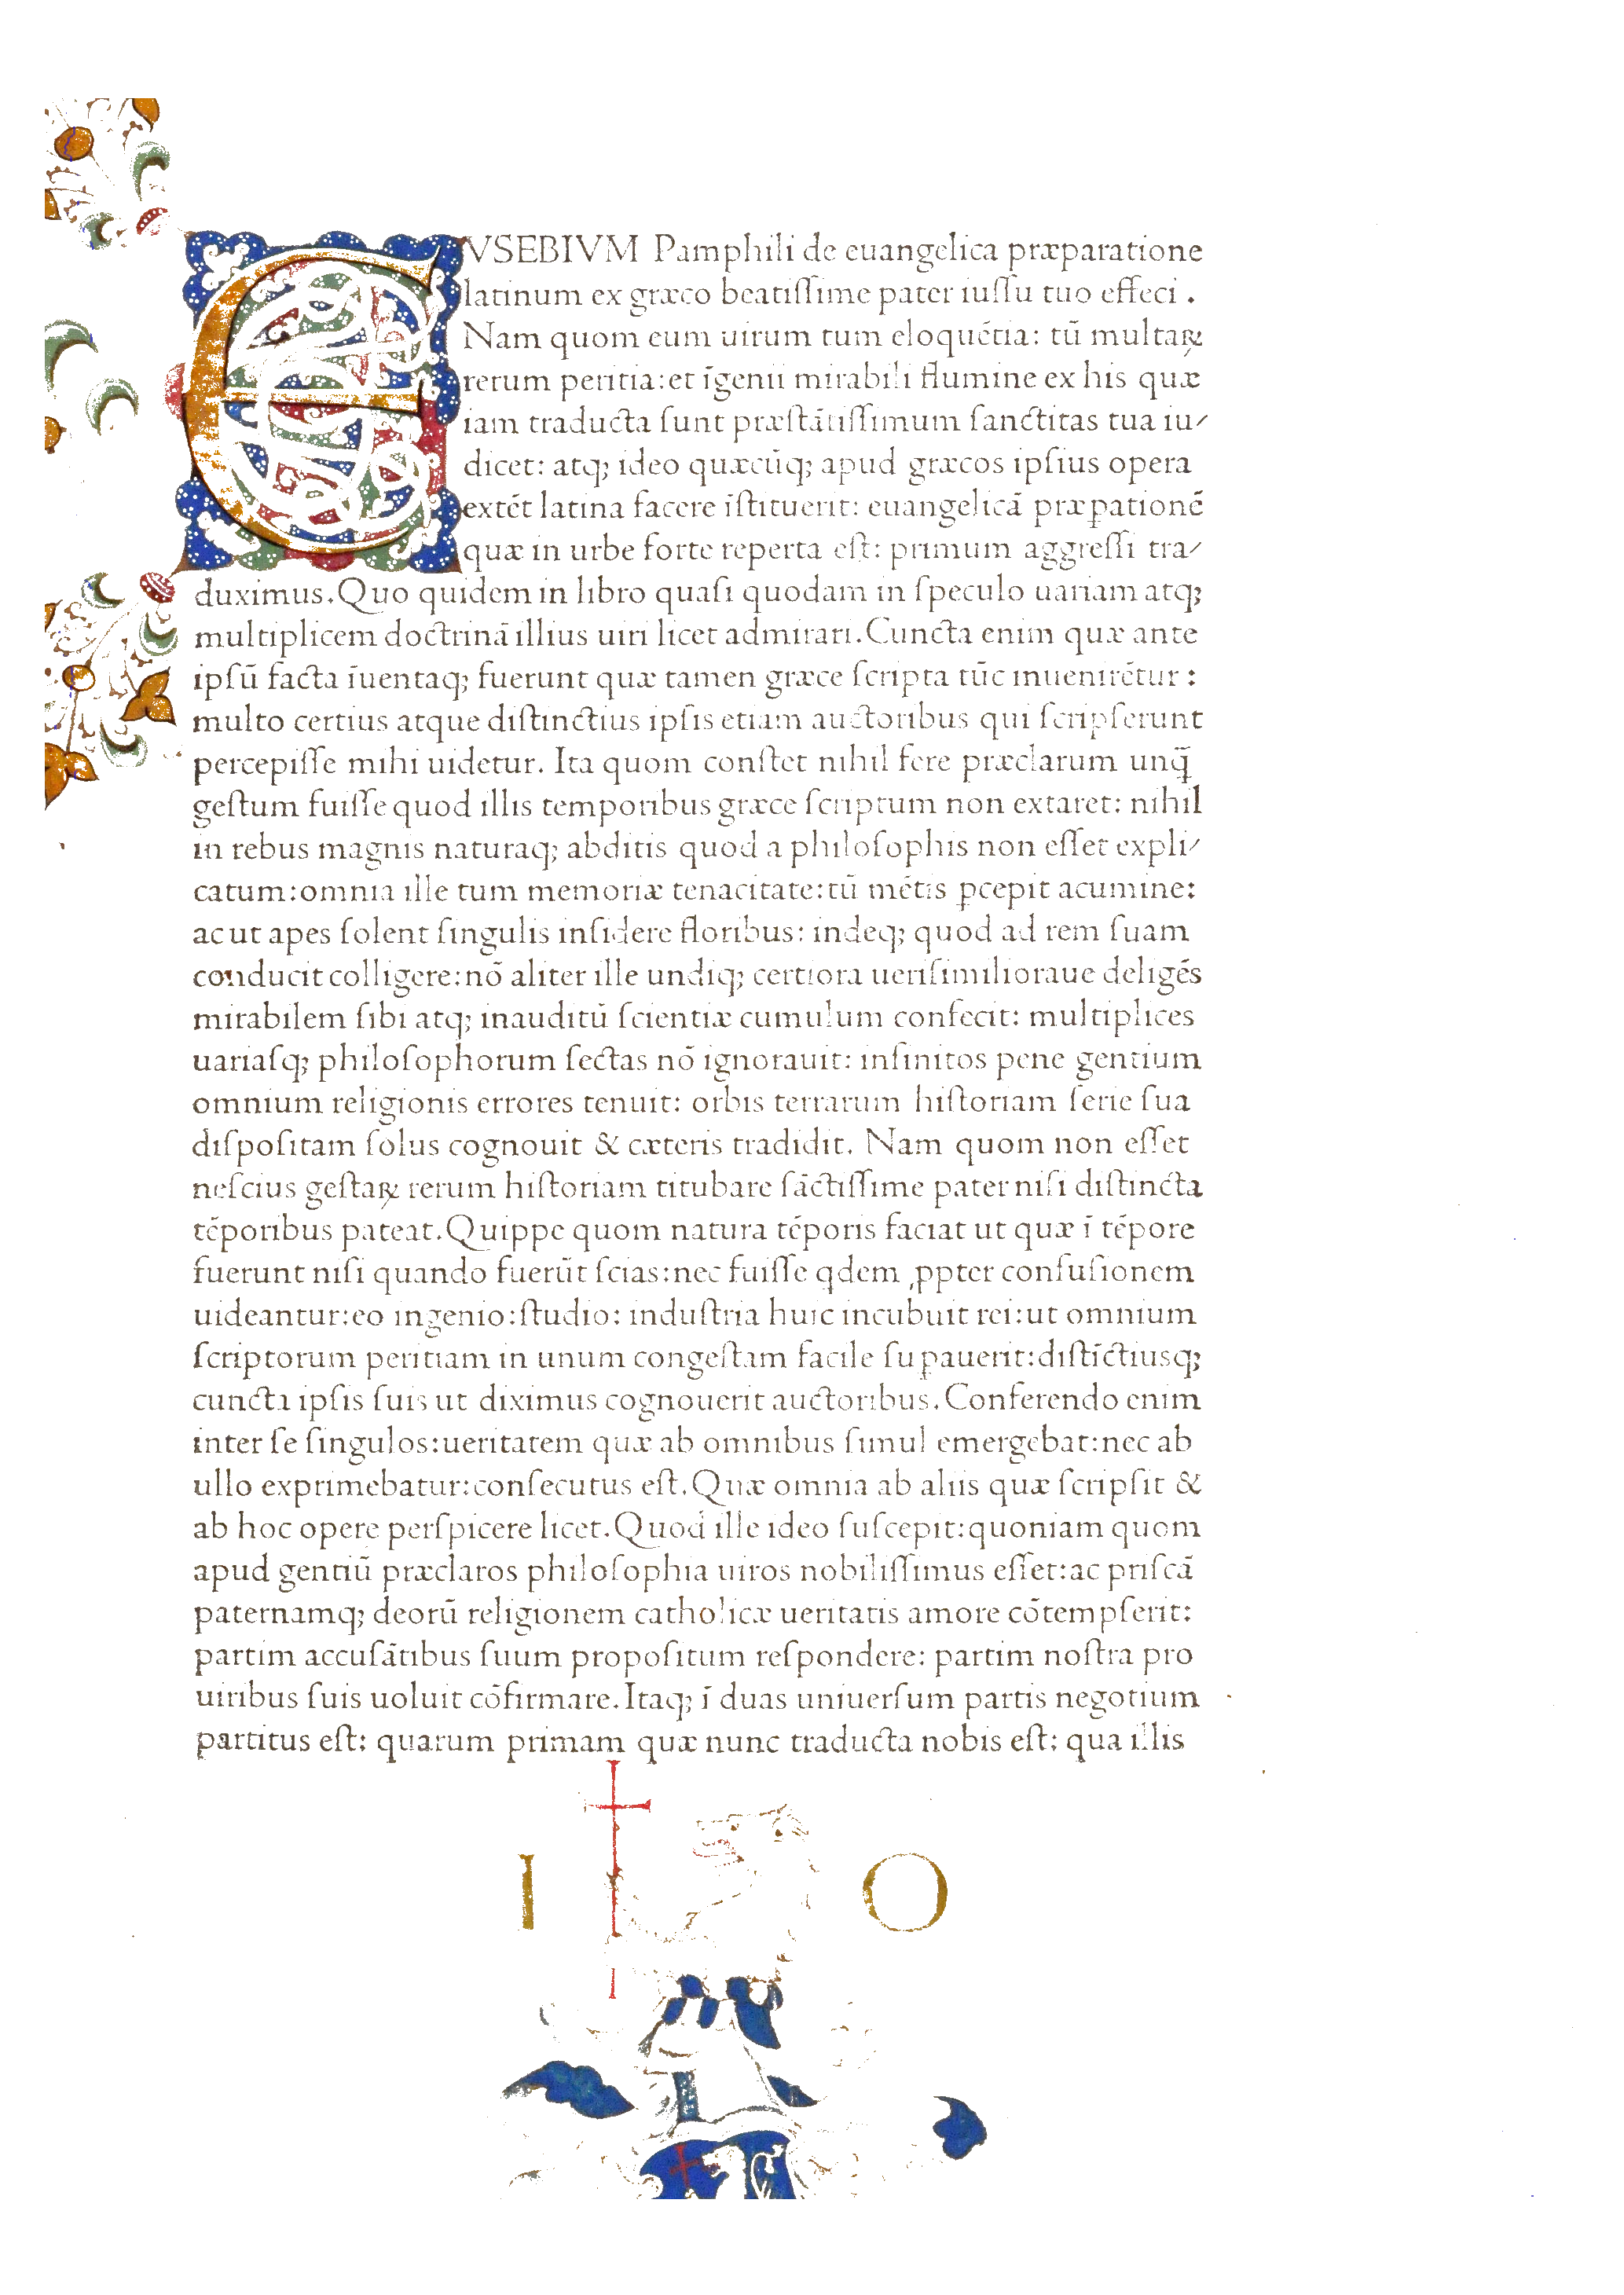 EVSEBIVM Pamphili de euangelica præparatione
latinum ex græco beatiſſime pater iuſſu tuo effeci .
Nam quom eum uirum tum eloquētia: tū multaꝝ
rerum peritia: et īgenii mirabili flumine ex his quæ
iam traducta ſunt præſtātiſſimum ſanctitas tua iu⸗
dicet: atq; ideo quæcūq; apud græcos ipſius opera
extēt latina facere īſtituerit: euangelicā præꝑationē
quæ in urbe forte reperta eſt: primum aggreſſi tra⸗
duximus. Quo quidem in libro quaſi quodam in ſpeculo uariam atq;
multiplicem doctrinā illius uiri licet admirari. Cuncta enim quæ ante
ipſū facta īuentaq; fuerunt quæ tamen græce ſcripta tūc inuenirētur :
multo certius atque diſtinctius ipſis etiam auctoribus qui ſcripſerunt
percepiſſe mihi uidetur. Ita quom conſtet nihil fere præclarum unq̄
geſtum fuiſſe quod illis temporibus græce ſcriptum non extaret: nihil
in rebus magnis naturaq; abditis quod a philoſophis non eſſet expli⸗
catum: omnia ille tum memoriæ tenacitate: tū mētis ꝑcepit acumine:
ac ut apes ſolent ſingulis inſidere floribus: indeq; quod ad rem ſuam
conducit colligere: nō aliter ille undiq; certiora ueriſimilioraue deligēs
mirabilem ſibi atq; inauditū ſcientiæ cumulum confecit: multiplices
uariaſq; philoſophorum ſectas nō ignorauit: infinitos pene gentium
omnium religionis errores tenuit: orbis terrarum hiſtoriam ſerie ſua
diſpoſitam ſolus cognouit & cæteris tradidit. Nam quom non eſſet
neſcius geſtaꝝ rerum hiſtoriam titubare ſāctiſſime pater niſi diſtincta
tēporibus pateat. Quippe quom natura tēporis faciat ut quæ ī tēpore
fuerunt niſi quando fuerūt ſcias: nec fuiſſe qdem ꝓpter confuſionem
uideantur: eo ingenio: ſtudio: induſtria huic incubuit rei: ut omnium
ſcriptorum peritiam in unum congeſtam facile ſuꝑauerit: diſtīctiusq;
cuncta ipſis ſuis ut diximus cognouerit auctoribus. Conferendo enim
inter ſe ſingulos: ueritatem quæ ab omnibus ſimul emergebat: nec ab
ullo exprimebatur: conſecutus eſt. Quæ omnia ab aliis quæ ſcripſit &
ab hoc opere perſpicere licet. Quod ille ideo ſuſcepit: quoniam quom
apud gentiū præclaros philoſophia uiros nobiliſſimus eſſet: ac priſcā
paternamq; deorū religionem catholicæ ueritatis amore cōtempſerit:
partim accuſātibus ſuum propoſitum reſpondere: partim noſtra pro
uiribus ſuis uoluit cōfirmare. Itaq; ī duas uniuerſum partis negotium
partitus eſt: quarum primam quæ nunc traducta nobis eſt: qua illis
I O